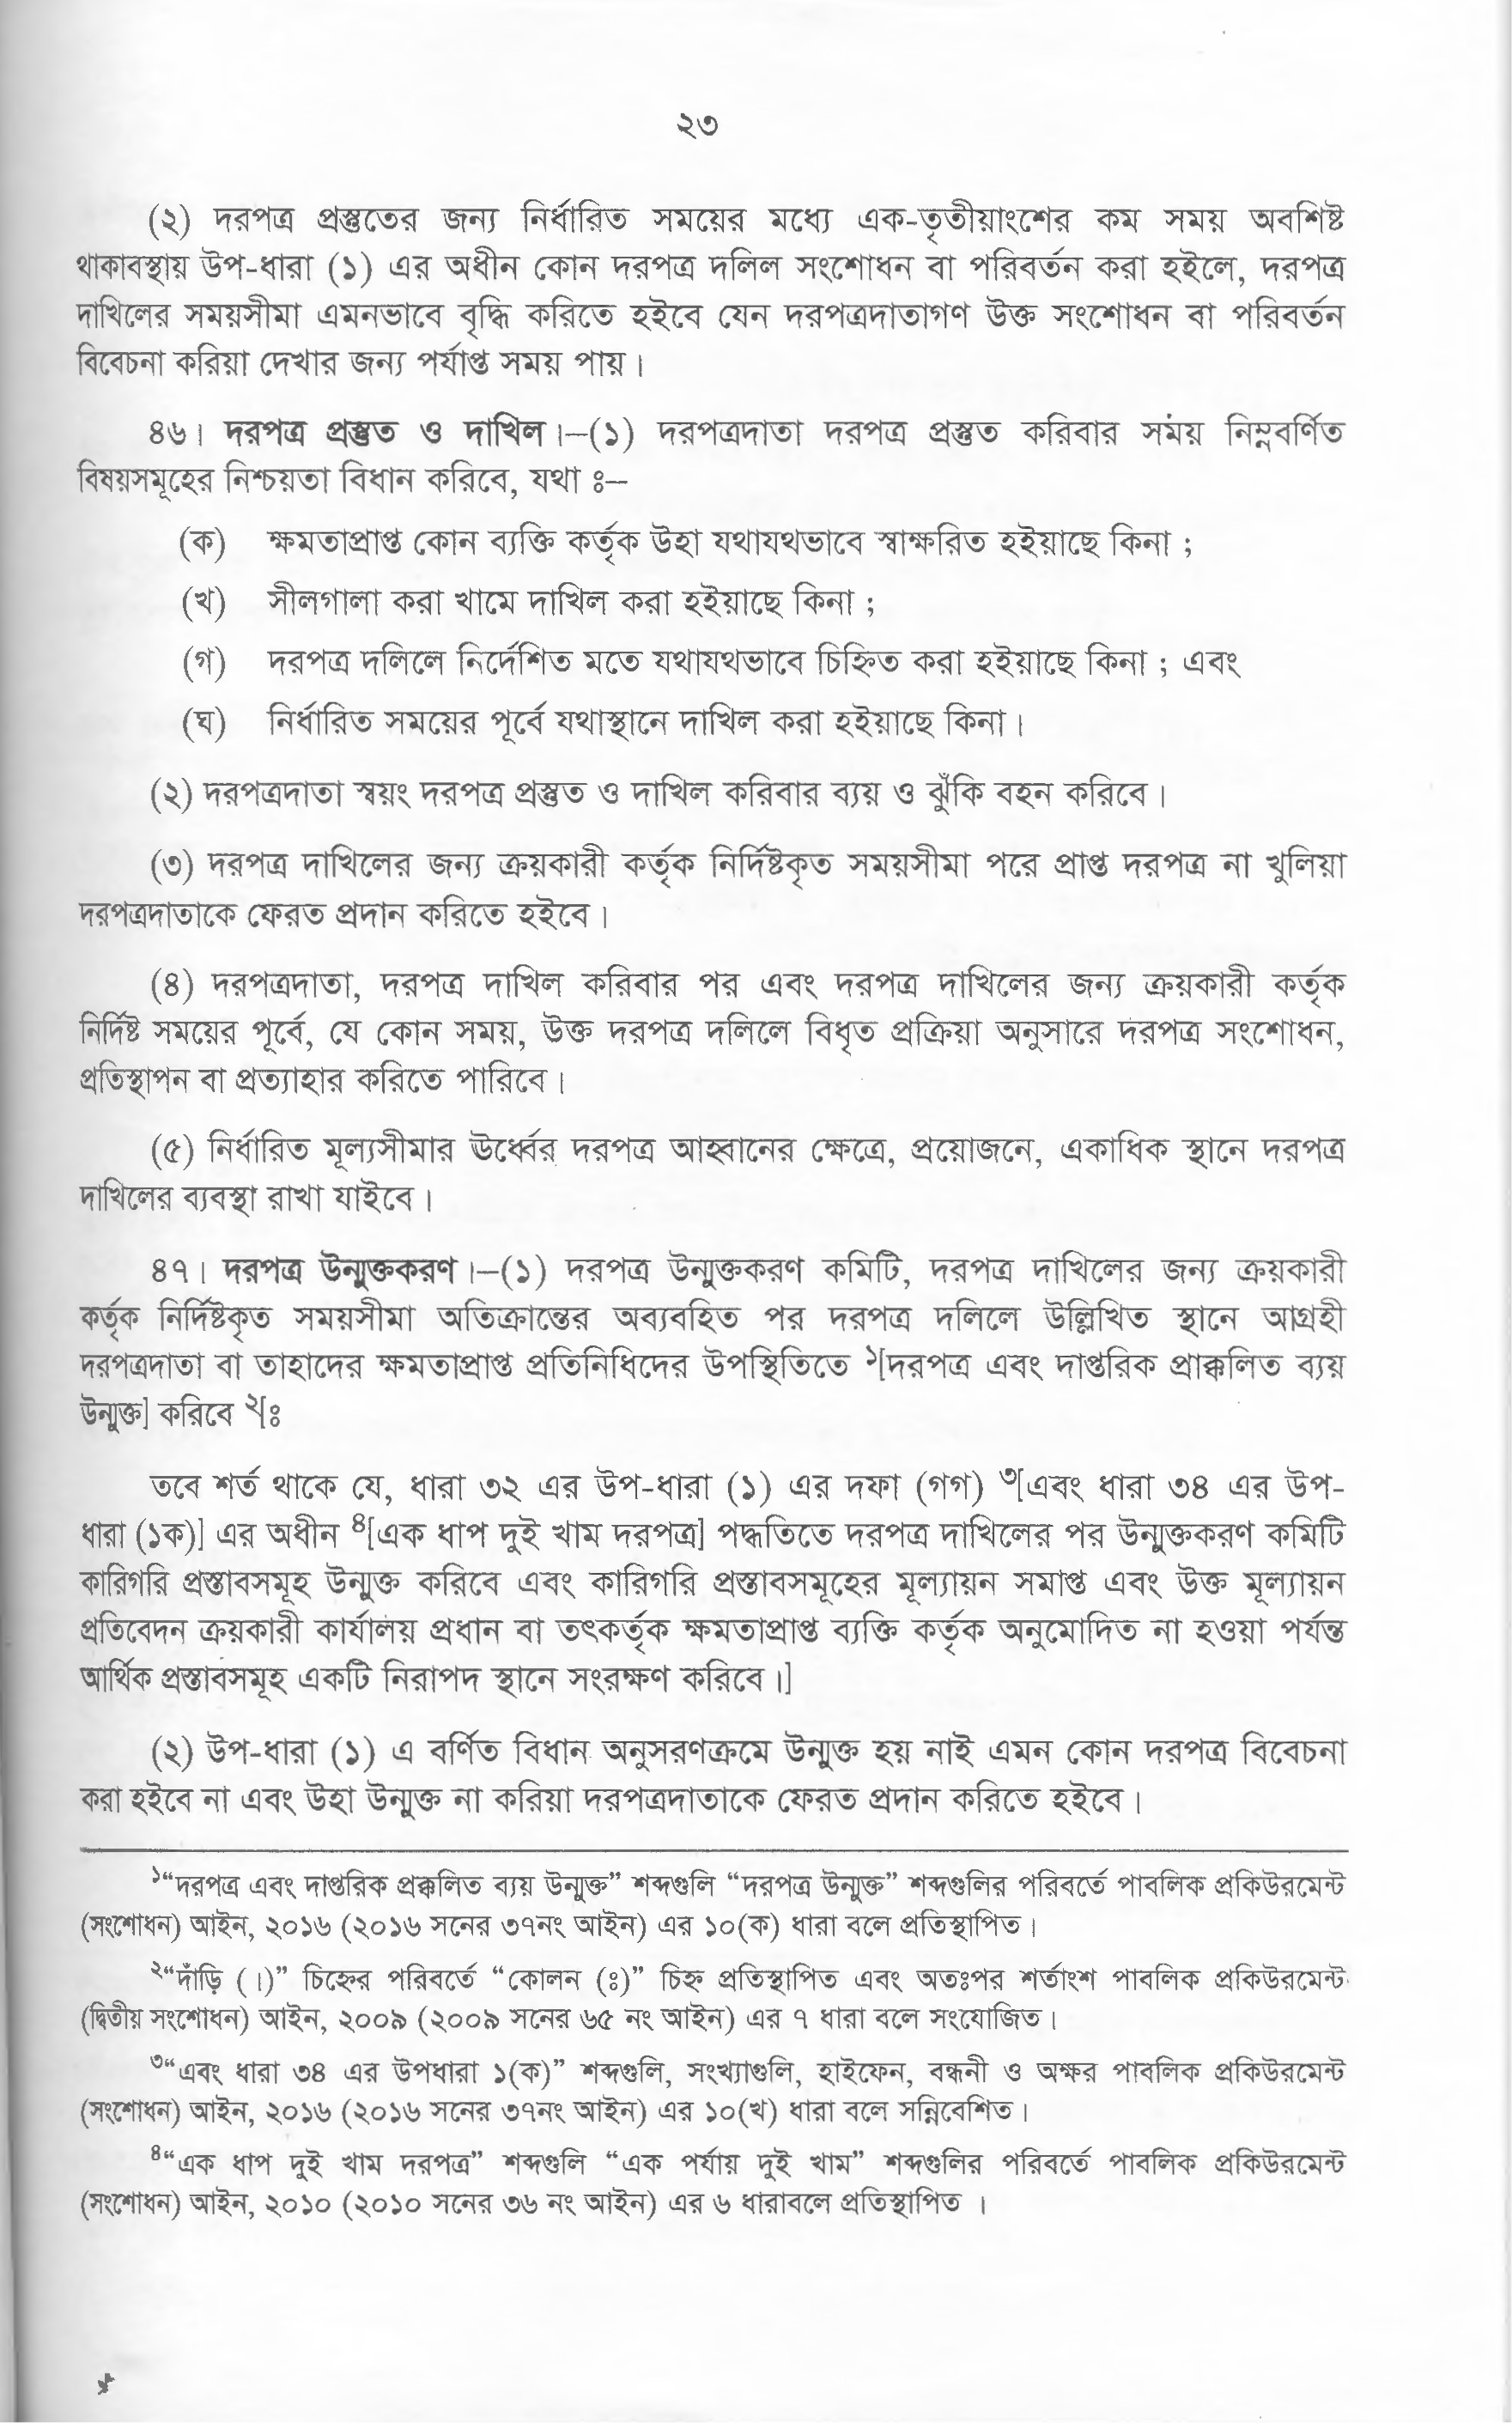 ২৩
(২) দরপত্র প্রস্তুতের জন্য নির্ধারিত সময়ের মধ্যে এক-তৃতীয়াংশের কম সময় অবশিষ্ট
থাকাবস্থায় উপ-ধারা (১) এর অধীন কোন দরপত্র দলিল সংশোধন বা পরিবর্তন করা হইলে, দরপত্র
দাখিলের সময়সীমা এমনভাবে বৃদ্ধি করিতে হইবে যেন দরপত্রদাতাগণ উক্ত সংশোধন বা পরিবর্তন
বিবেচনা করিয়া দেখার জন্য পর্যাপ্ত সময় পায়।
৪৬। দরপত্র প্রস্তুত ও দাখিল।–(১) দরপত্রদাতা দরপত্র প্রস্তুত করিবার সময় নিম্নবর্ণিত
বিষয়সমূহের নিশ্চয়তা বিধান করিবে, যথা ঃ–
(ক) ক্ষমতাপ্রাপ্ত কোন ব্যক্তি কর্তৃক উহা যথাযথভাবে স্বাক্ষরিত হইয়াছে কিনা ;
(খ) সীলগালা করা খামে দাখিল করা হইয়াছে কিনা ;
(গ) দরপত্র দলিলে নির্দেশিত মতে যথাযথভাবে চিহ্নিত করা হইয়াছে কিনা ; এবং
(ঘ) নির্ধারিত সময়ের পূর্বে যথাস্থানে দাখিল করা হইয়াছে কিনা।
(২) দরপত্রদাতা স্বয়ং দরপত্র প্রস্তুত ও দাখিল করিবার ব্যয় ও ঝুঁকি বহন করিবে।
(৩) দরপত্র দাখিলের জন্য ক্রয়কারী কর্তৃক নির্দিষ্টকৃত সময়সীমা পরে প্রাপ্ত দরপত্র না খুলিয়া
দরপত্রদাতাকে ফেরত প্রদান করিতে হইবে।
(৪) দরপত্রদাতা, দরপত্র দাখিল করিবার পর এবং দরপত্র দাখিলের জন্য ক্রয়কারী কর্তৃক
নির্দিষ্ট সময়ের পূর্বে, যে কোন সময়, উক্ত দরপত্র দলিলে বিধৃত প্রক্রিয়া অনুসারে দরপত্র সংশোধন,
প্রতিস্থাপন বা প্রত্যাহার করিতে পারিবে।
(৫) নির্ধারিত মূল্যসীমার ঊর্ধ্বের দরপত্র আহ্বানের ক্ষেত্রে, প্রয়োজনে, একাধিক স্থানে দরপত্র
দাখিলের ব্যবস্থা রাখা যাইবে।
৪৭। দরপত্র উন্মুক্তকরণ।–(১) দরপত্র উন্মুক্তকরণ কমিটি, দরপত্র দাখিলের জন্য ক্রয়কারী
কর্তৃক নির্দিষ্টকৃত সময়সীমা অতিক্রান্তের অব্যবহিত পর দরপত্র দলিলে উল্লিখিত স্থানে আগ্রহী
দরপত্রদাতা বা তাহাদের ক্ষমতাপ্রাপ্ত প্রতিনিধিদের উপস্থিতিতে ১[দরপত্র এবং দাপ্তরিক প্রাক্কলিত ব্যয়
উন্মুক্ত] করিবে ২[ঃ
তবে শর্ত থাকে যে, ধারা ৩২ এর উপ-ধারা (১) এর দফা (গগ) ৩[এবং ধারা ৩৪ এর উপ-
ধারা (১ক)] এর অধীন ৪[এক ধাপ দুই খাম দরপত্র] পদ্ধতিতে দরপত্র দাখিলের পর উন্মুক্তকরণ কমিটি
কারিগরি প্রস্তাবসমূহ উন্মুক্ত করিবে এবং কারিগরি প্রস্তাবসমূহের মূল্যায়ন সমাপ্ত এবং উক্ত মূল্যায়ন
প্রতিবেদন ক্রয়কারী কার্যালয় প্রধান বা তৎকর্তৃক ক্ষমতাপ্রাপ্ত ব্যক্তি কর্তৃক অনুমোদিত না হওয়া পর্যন্ত
আর্থিক প্রস্তাবসমূহ একটি নিরাপদ স্থানে সংরক্ষণ করিবে।]
(২) উপ-ধারা (১) এ বর্ণিত বিধান অনুসরণক্রমে উন্মুক্ত হয় নাই এমন কোন দরপত্র বিবেচনা
করা হইবে না এবং উহা উন্মুক্ত না করিয়া দরপত্রদাতাকে ফেরত প্রদান করিতে হইবে।
১“দরপত্র এবং দাপ্তরিক প্রক্কলিত ব্যয় উন্মুক্ত” শব্দগুলি “দরপত্র উন্মুক্ত” শব্দগুলির পরিবর্তে পাবলিক প্রকিউরমেন্ট
(সংশোধন) আইন, ২০১৬ (২০১৬ সনের ৩৭নং আইন) এর ১০(ক) ধারা বলে প্রতিস্থাপিত।
২“দাঁড়ি (।)” চিহ্নের পরিবর্তে “কোলন (ঃ)” চিহ্ন প্রতিস্থাপিত এবং অতঃপর শর্তাংশ পাবলিক প্রকিউরমেন্ট
(দ্বিতীয় সংশোধন) আইন, ২০০৯ (২০০৯ সনের ৬৫ নং আইন) এর ৭ ধারা বলে সংযোজিত।
৩“এবং ধারা ৩৪ এর উপধারা ১(ক)” শব্দগুলি, সংখ্যাগুলি, হাইফেন, বন্ধনী ও অক্ষর পাবলিক প্রকিউরমেন্ট
(সংশোধন) আইন, ২০১৬ (২০১৬ সনের ৩৭নং আইন) এর ১০(খ) ধারা বলে সন্নিবেশিত।
৪“এক ধাপ দুই খাম দরপত্র” শব্দগুলি “এক পর্যায় দুই খাম” শব্দগুলির পরিবর্তে পাবলিক প্রকিউরমেন্ট
(সংশোধন) আইন, ২০১০ (২০১০ সনের ৩৬ নং আইন) এর ৬ ধারাবলে প্রতিস্থাপিত ।